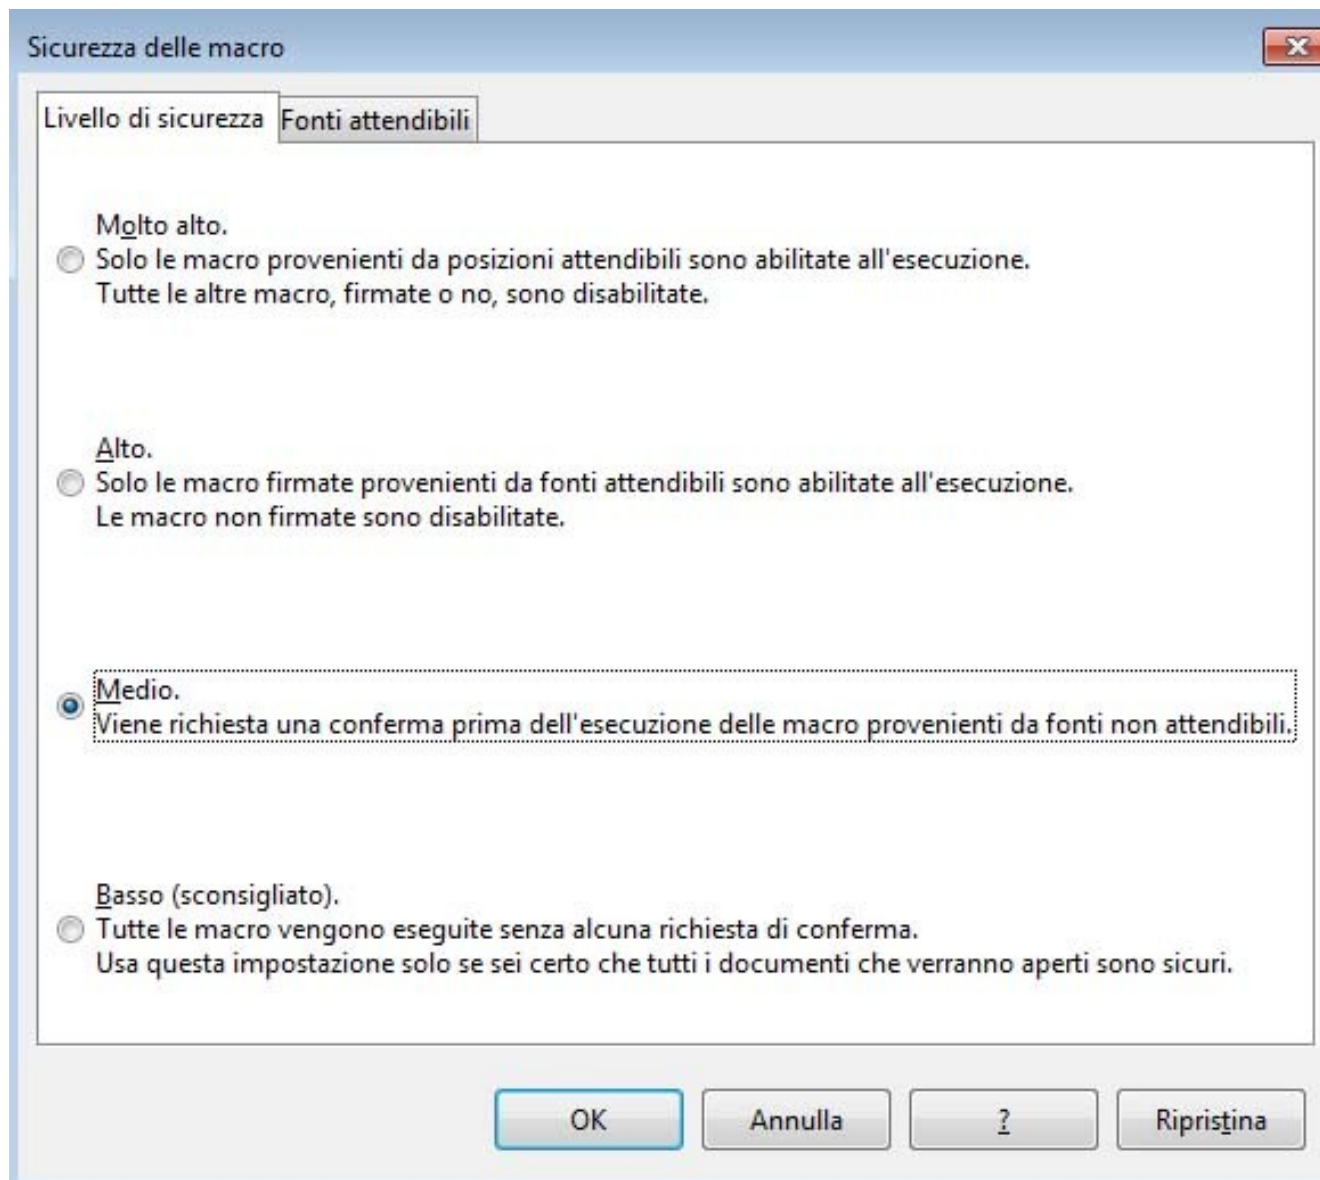 Sicurezza delle macro
Livello di sicurezza
Fonti attendibili
Molto alto.
Solo le macro provenienti da posizioni attendibili sono abilitate all'esecuzione.
Tutte le altre macro, firmate o no, sono disabilitate.
Alto.
Solo le macro firmate provenienti da fonti attendibili sono abilitate all'esecuzione.
Le macro non firmate sono disabilitate.
Medio.
Viene richiesta una conferma prima dell'esecuzione delle macro provenienti da fonti non attendibili.
Basso (sconsigliato).
Tutte le macro vengono eseguite senza alcuna richiesta di conferma.
Usa questa impostazione solo se sei certo che tutti i documenti che verranno aperti sono sicuri.
OK
Annulla
?
Ripristina